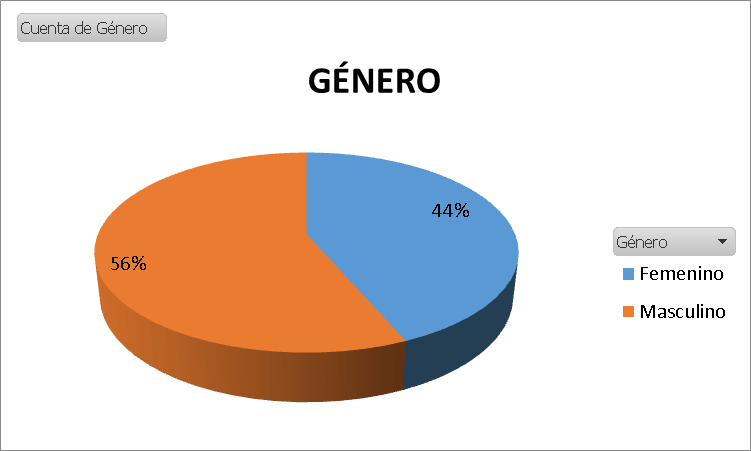 Cuenta de Género
GÉNERO
44%
56%
Género
Femenino
Masculino